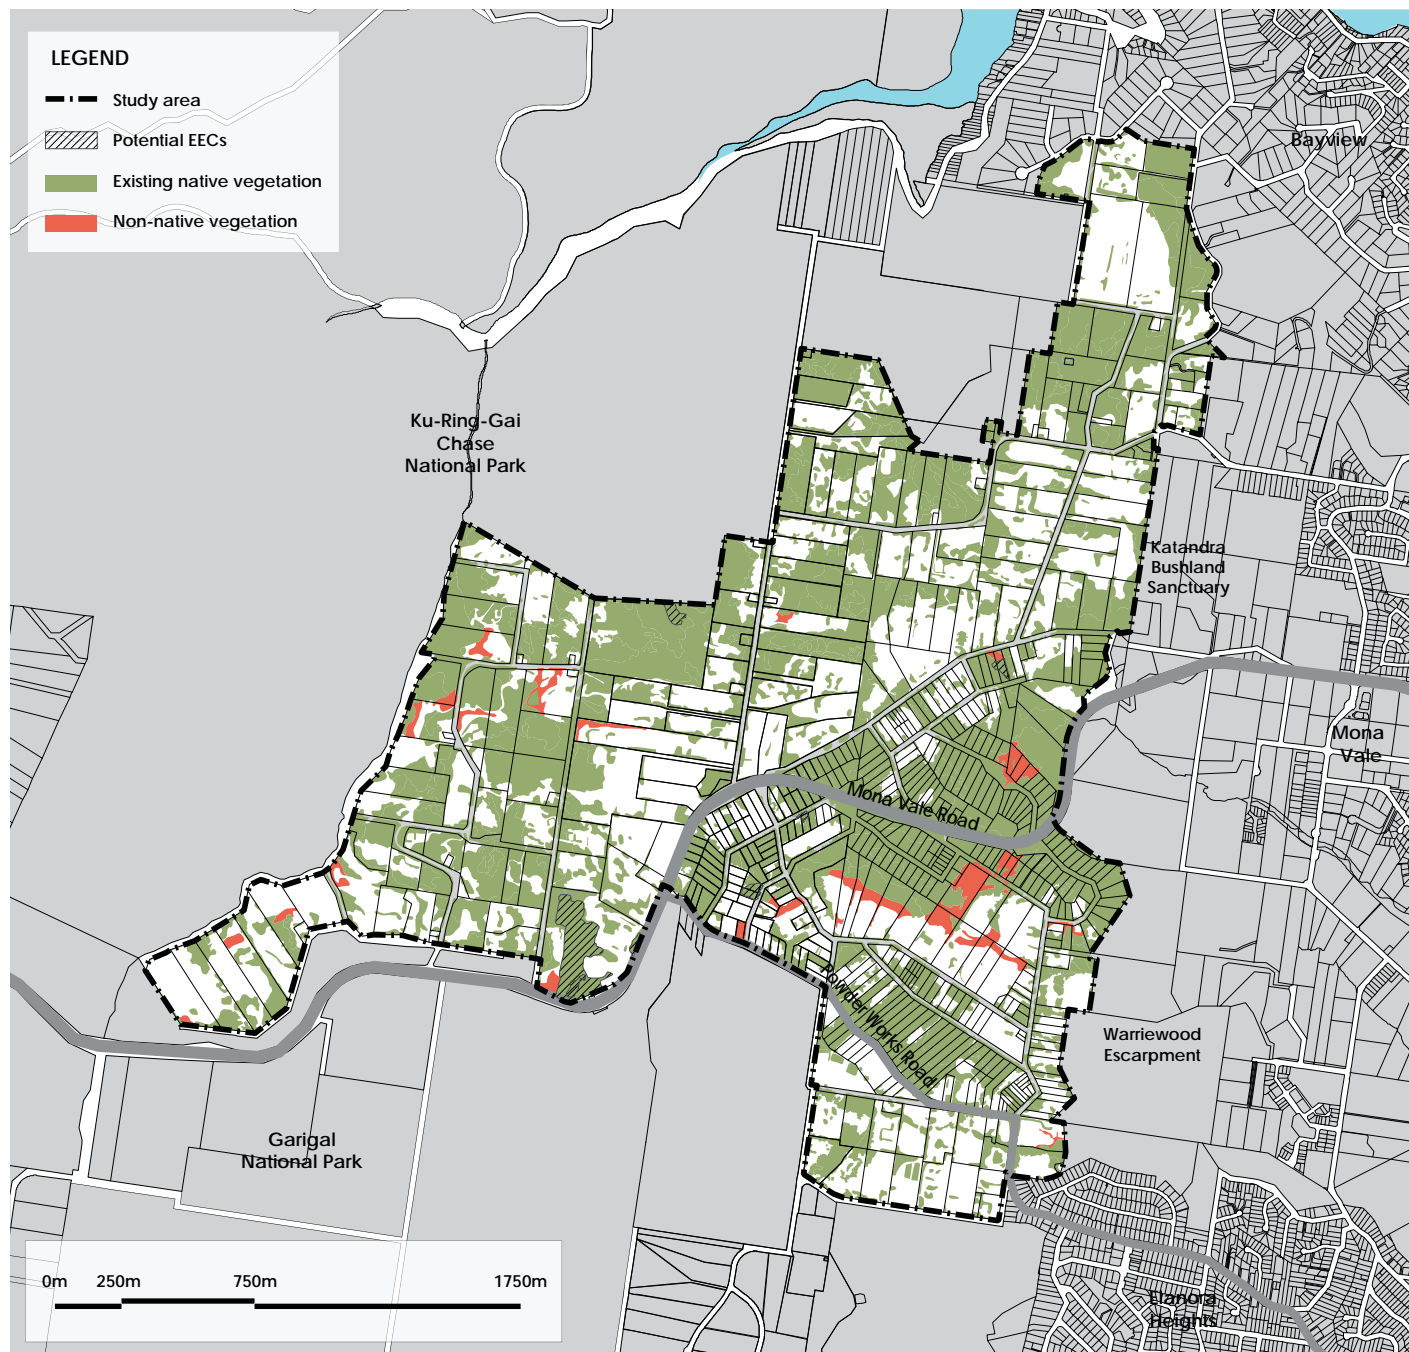 LEGEND
Study area
Potential EECs
Existing native vegetation
Non-native vegetation
Bayview
Ku-Ring-Gai
Chase
National Park
Katandra
Bushland
Sanctuary
Mona
Vale
Mona Vale Road
Powder Works Road
Warriewood
Escarpment
Garigal
National Park
0m 250m 750m 1750m
Elanora
Heights